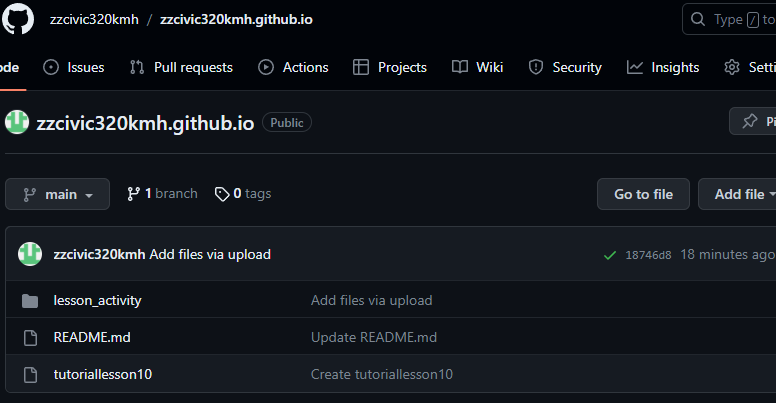 zzcivic320kmh / zzcivic320kmh.github.io Type / to
ode Issues Pull requests Actions Projects Wiki Security Insights Setti
zzcivic320kmh.github.io Public Pi
main 1 branch 0 tags Go to file Add file
zzcivic320kmh Add files via upload 18746d8 18 minutes ago
lesson_activity Add files via upload
README.md Update README.md
tutoriallesson10 Create tutoriallesson10